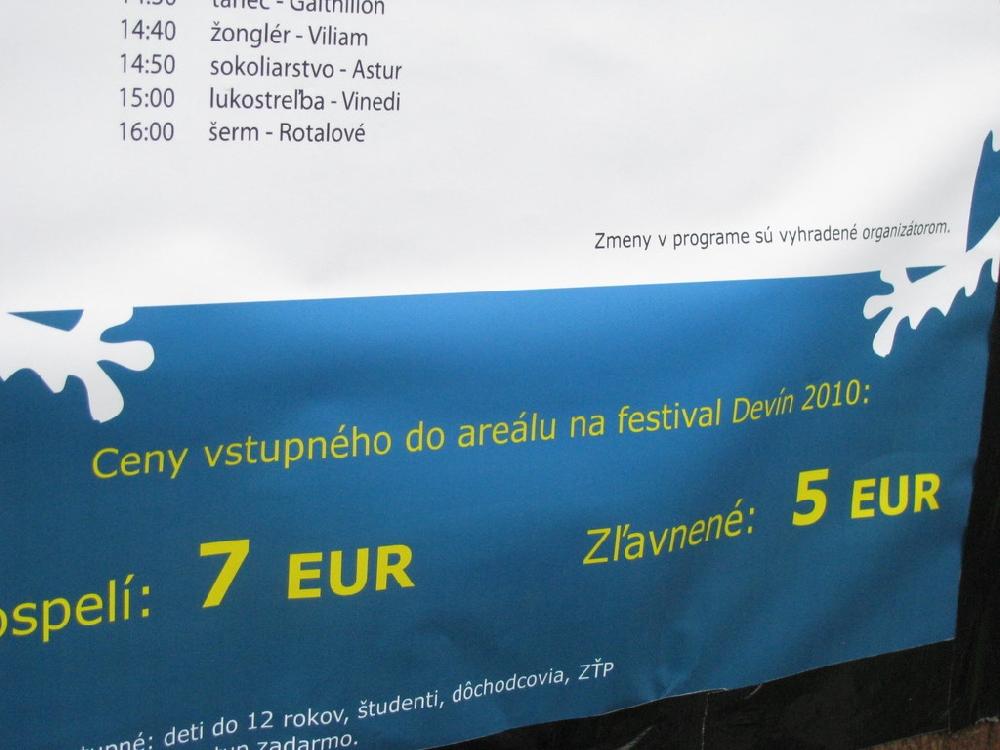 tanec - Galthilion
14:40 žonglér - Viliam
14:50 sokoliarstvo - Astur
15:00 lukostreľba - Vinedi
16:00 šerm - Rotalové
Zmeny v programe sú vyhradené organizátorom.
Ceny vstupného do areálu na festival Devín 2010:
ospelí: 7 EUR Zľavnené: 5 EUR
deti do 12 rokov, študenti, dôchodcovia, ZŤP
zadarmo.